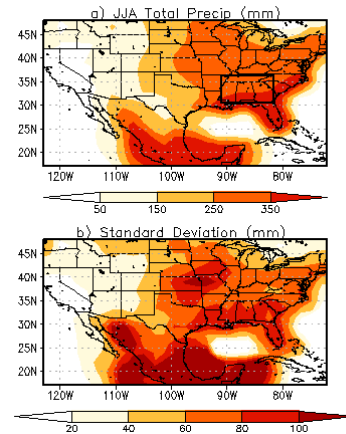 a) JJA Total Precip (mm)
45N
40N
35N
30N
25N
20N
120W 110W 100W 90W 80W
50 150 250 350
b) Standard Deviation (mm)
45N
40N
35N
30N
25N
20N
120W 110W 100W 90W 80W
20 40 60 80 100